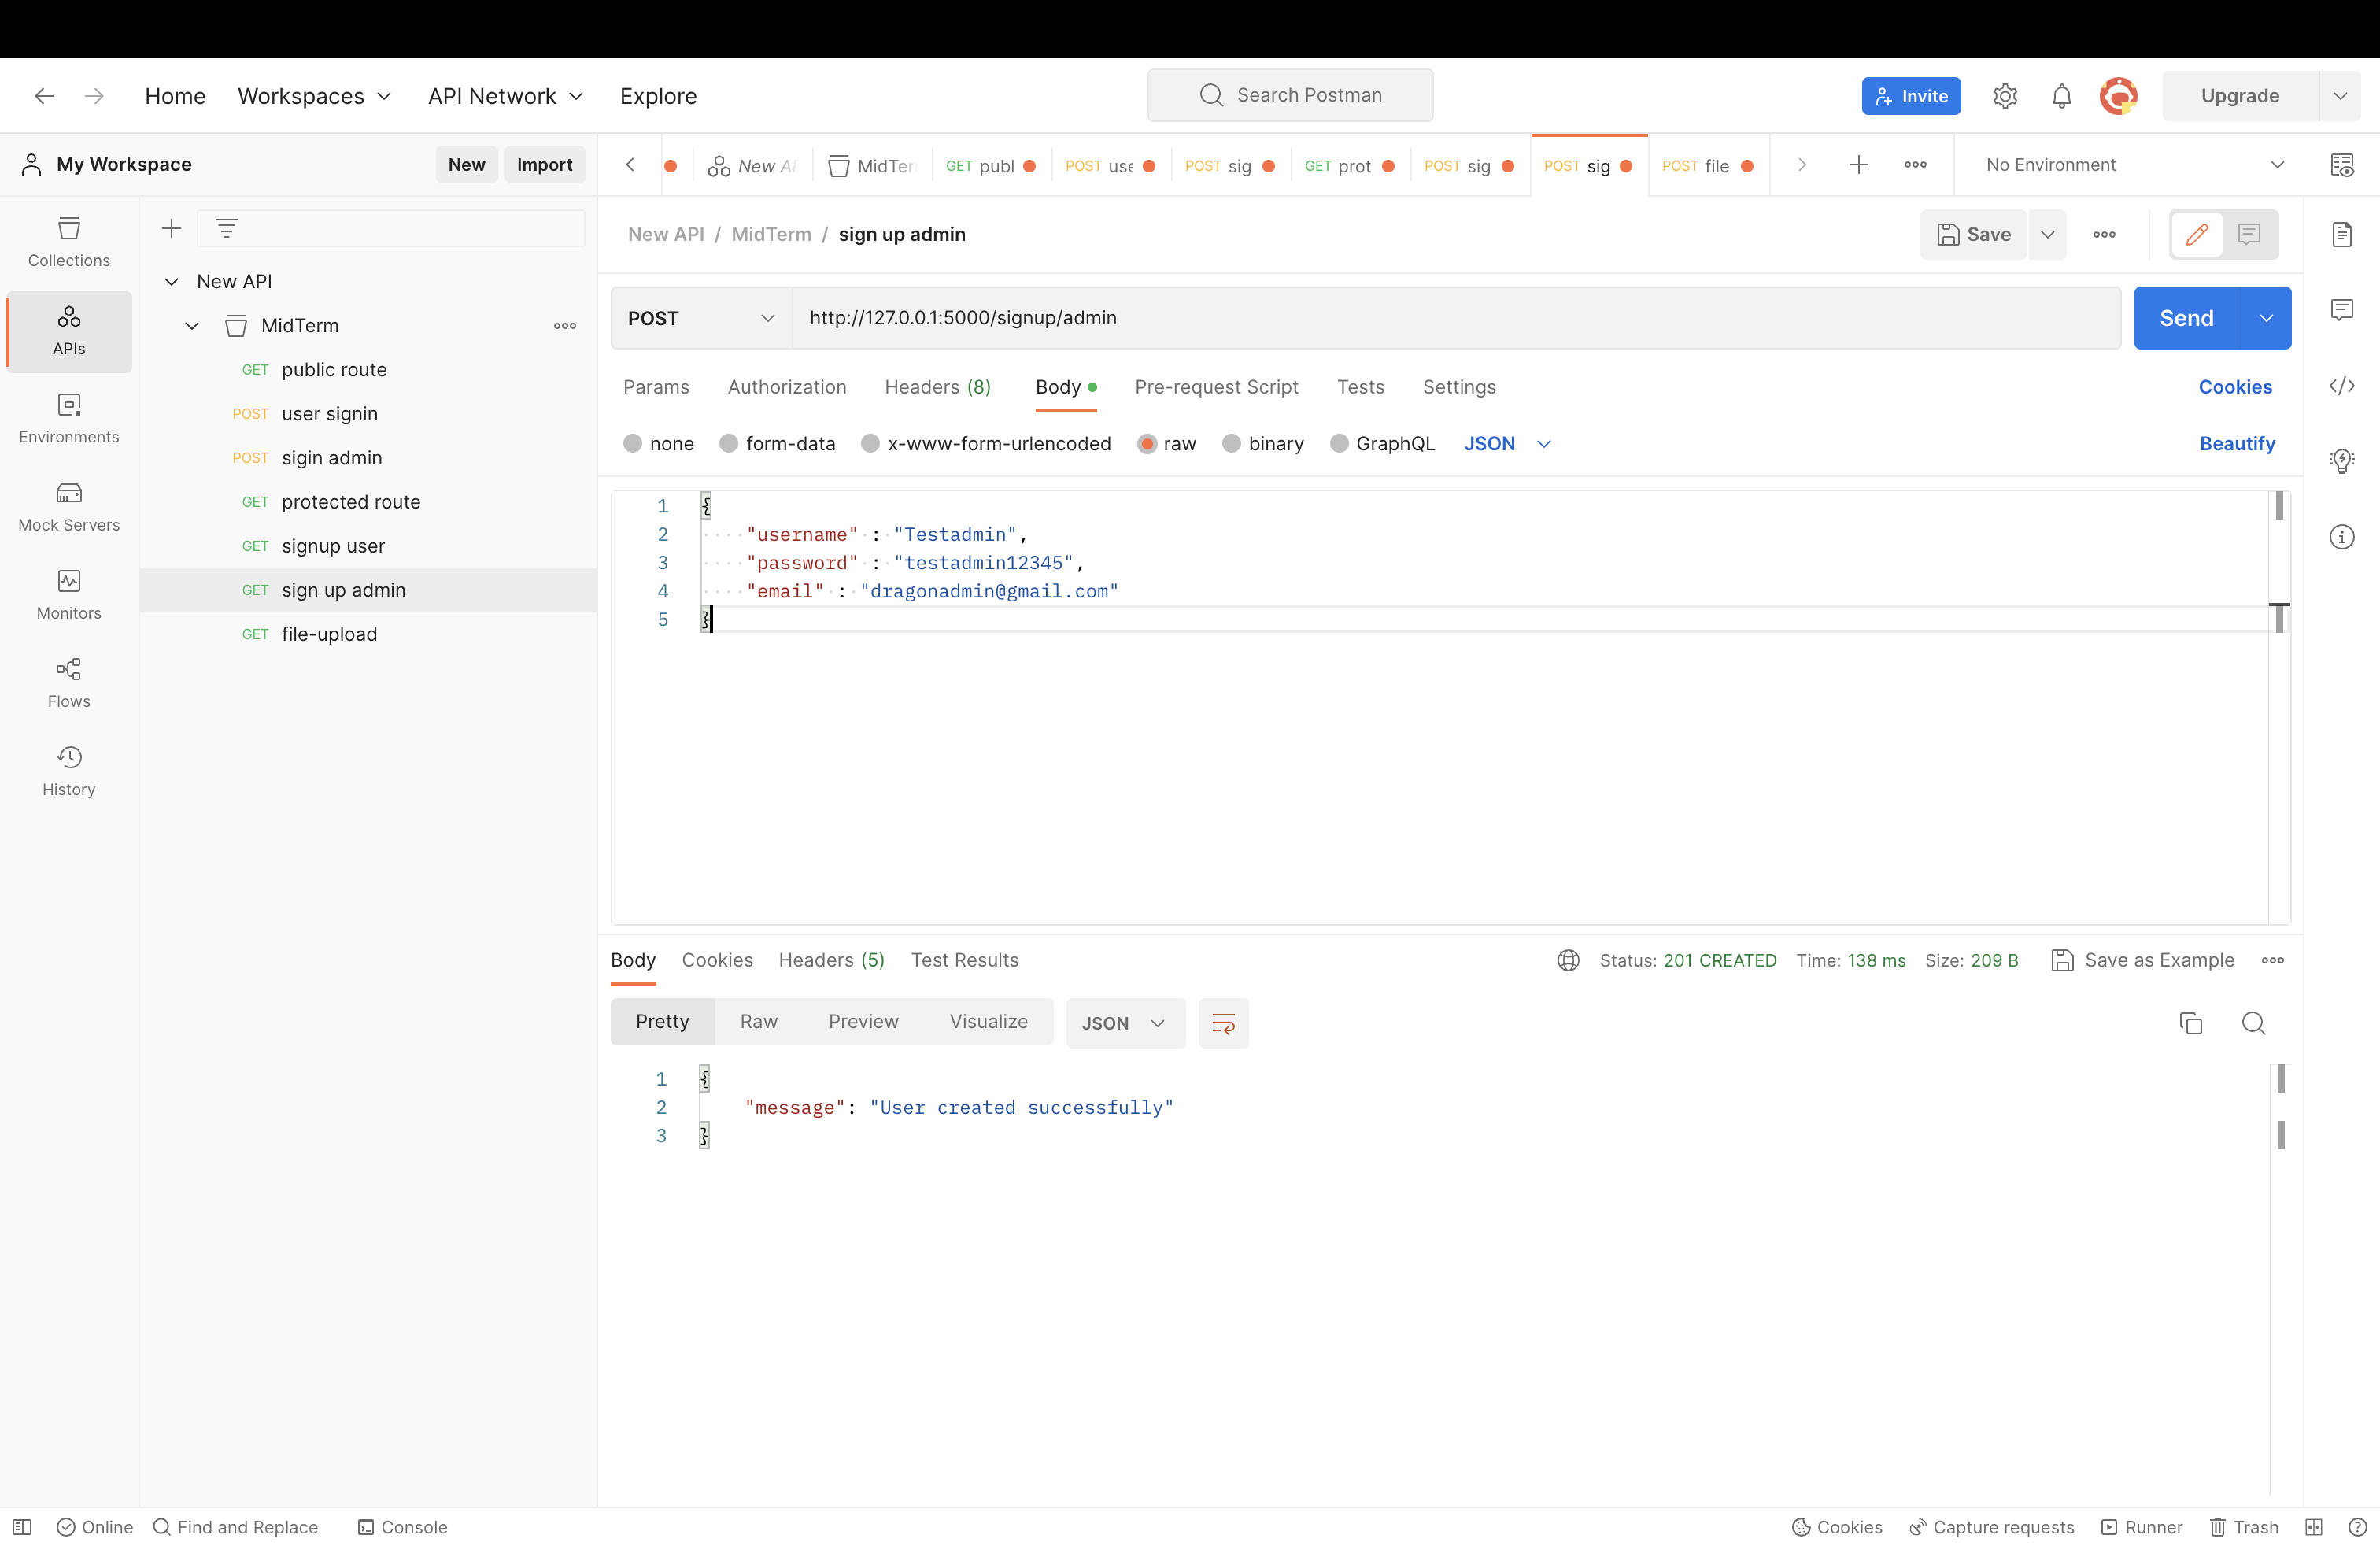 Home Workspaces API Network Explore Search Postman Invite Upgrade
My Workspace New Import
New AP MidTer GET publ POST use POST sig GET prot POST sig POST sig POST file No Environment
Collections
APIs
Environments
Mock Servers
Monitors
Flows
History
New API
MidTerm
GET public route
POST user signin
POST sigin admin
GET protected route
GET signup user
GET sign up admin
GET file-upload
New API / MidTerm / sign up admin Save
POST http://127.0.0.1:5000/signup/admin Send
Params Authorization Headers (8) Body Pre-request Script Tests Settings Cookies
none form-data x-www-form-urlencoded raw binary GraphQL JSON Beautify
1 {
2 "username" : "Testadmin",
3 "password" : "testadmin12345",
4 "email" : "dragonadmin@gmail.com"
5 }
Body Cookies Headers (5) Test Results Status: 201 CREATED Time: 138 ms Size: 209 B Save as Example
Pretty Raw Preview Visualize JSON
1 {
2 "message": "User created successfully"
3 }
Online Find and Replace Console Cookies Capture requests Runner Trash